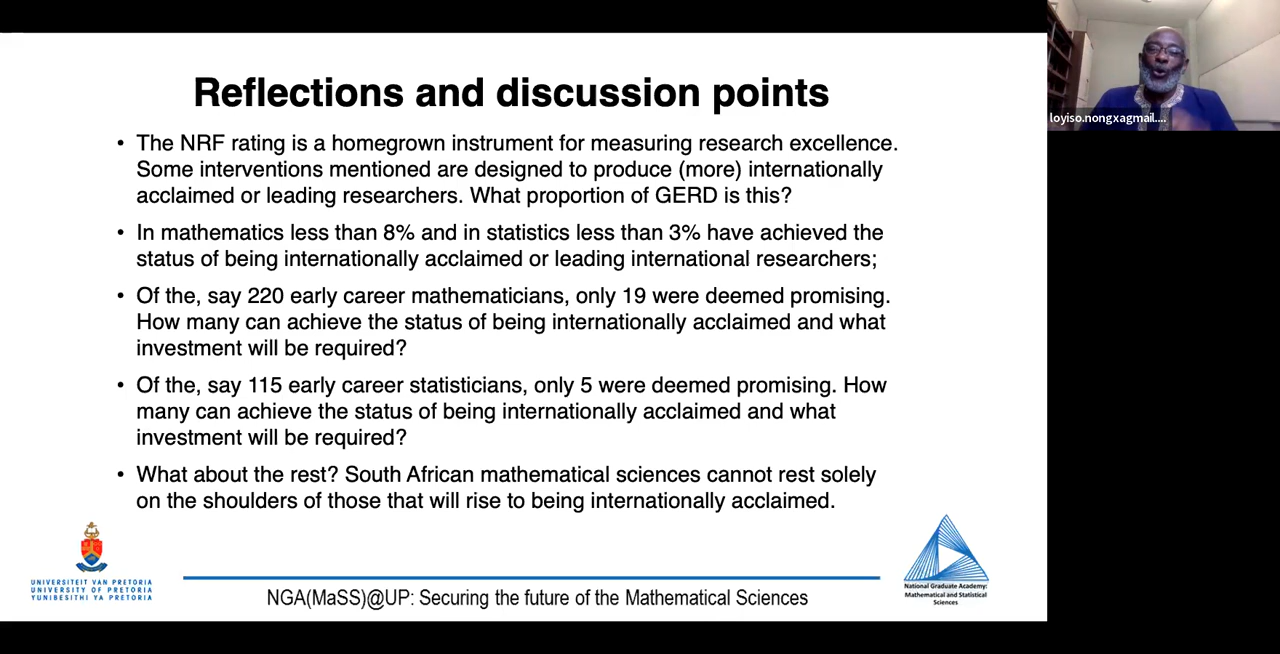 Reflections and discussion points
• The NRF rating is a homegrown instrument for measuring research excellence.
Some interventions mentioned are designed to produce (more) internationally
acclaimed or leading researchers. What proportion of GERD is this?
• In mathematics less than 8% and in statistics less than 3% have achieved the
status of being internationally acclaimed or leading international researchers;
• Of the, say 220 early career mathematicians, only 19 were deemed promising.
How many can achieve the status of being internationally acclaimed and what
investment will be required?
• Of the, say 115 early career statisticians, only 5 were deemed promising. How
many can achieve the status of being internationally acclaimed and what
investment will be required?
• What about the rest? South African mathematical sciences cannot rest solely
on the shoulders of those that will rise to being internationally acclaimed.
UNIVERSITEIT VAN PRETORIA
UNIVERSITY OF PRETORIA
YUNIBESITHI YA PRETORIA
NGA(MaSS)@UP: Securing the future of the Mathematical Sciences
National Graduate Academy:
Mathematical and Statistical
Sciences
loyiso.nongxagmail....